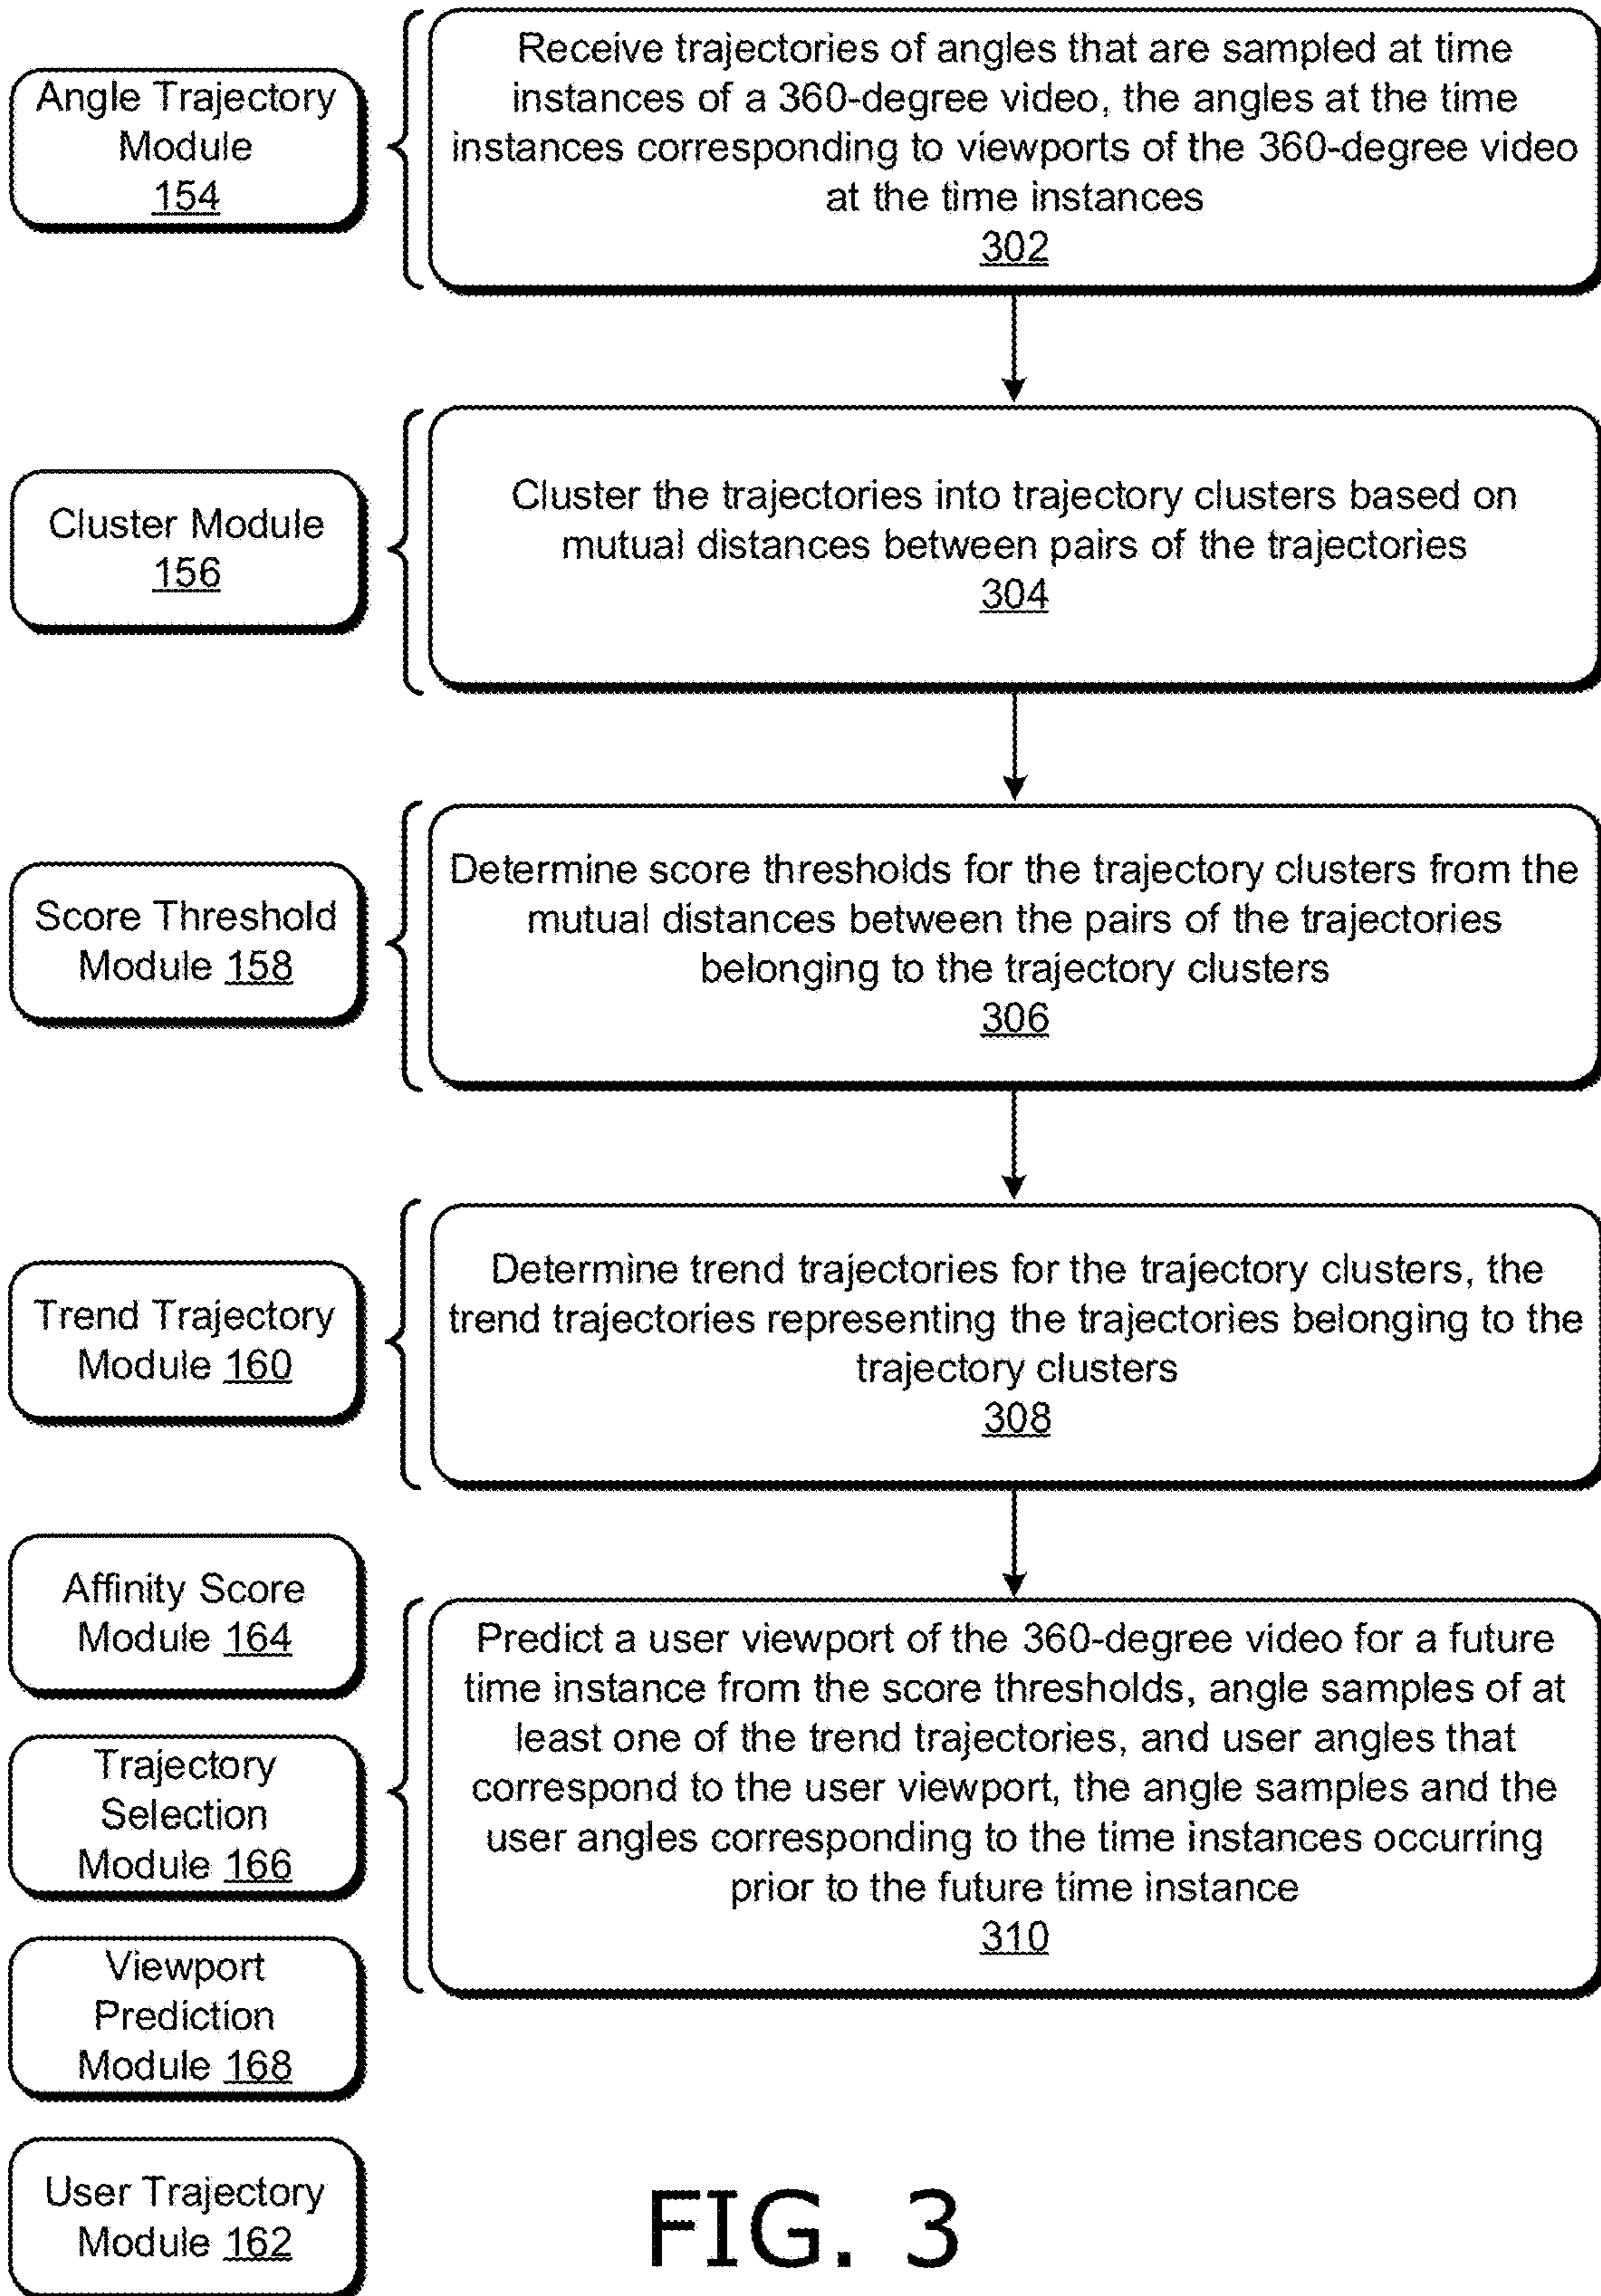 Angle Trajectory
Module
154
Receive trajectories of angles that are sampled at time
instances of a 360-degree video, the angles at the time
instances corresponding to viewports of the 360-degree video
at the time instances
302
Cluster Module
156
Cluster the trajectories into trajectory clusters based on
mutual distances between pairs of the trajectories
304
Score Threshold
Module 158
Determine score thresholds for the trajectory clusters from the
mutual distances between the pairs of the trajectories
belonging to the trajectory clusters
306
Trend Trajectory
Module 160
Determine trend trajectories for the trajectory clusters, the
trend trajectories representing the trajectories belonging to the
trajectory clusters
308
Affinity Score
Module 164
Trajectory
Selection
Module 166
Viewport
Prediction
Module 168
User Trajectory
Module 162
Predict a user viewport of the 360-degree video for a future
time instance from the score thresholds, angle samples of at
least one of the trend trajectories, and user angles that
correspond to the user viewport, the angle samples and the
user angles corresponding to the time instances occurring
prior to the future time instance
310
FIG. 3